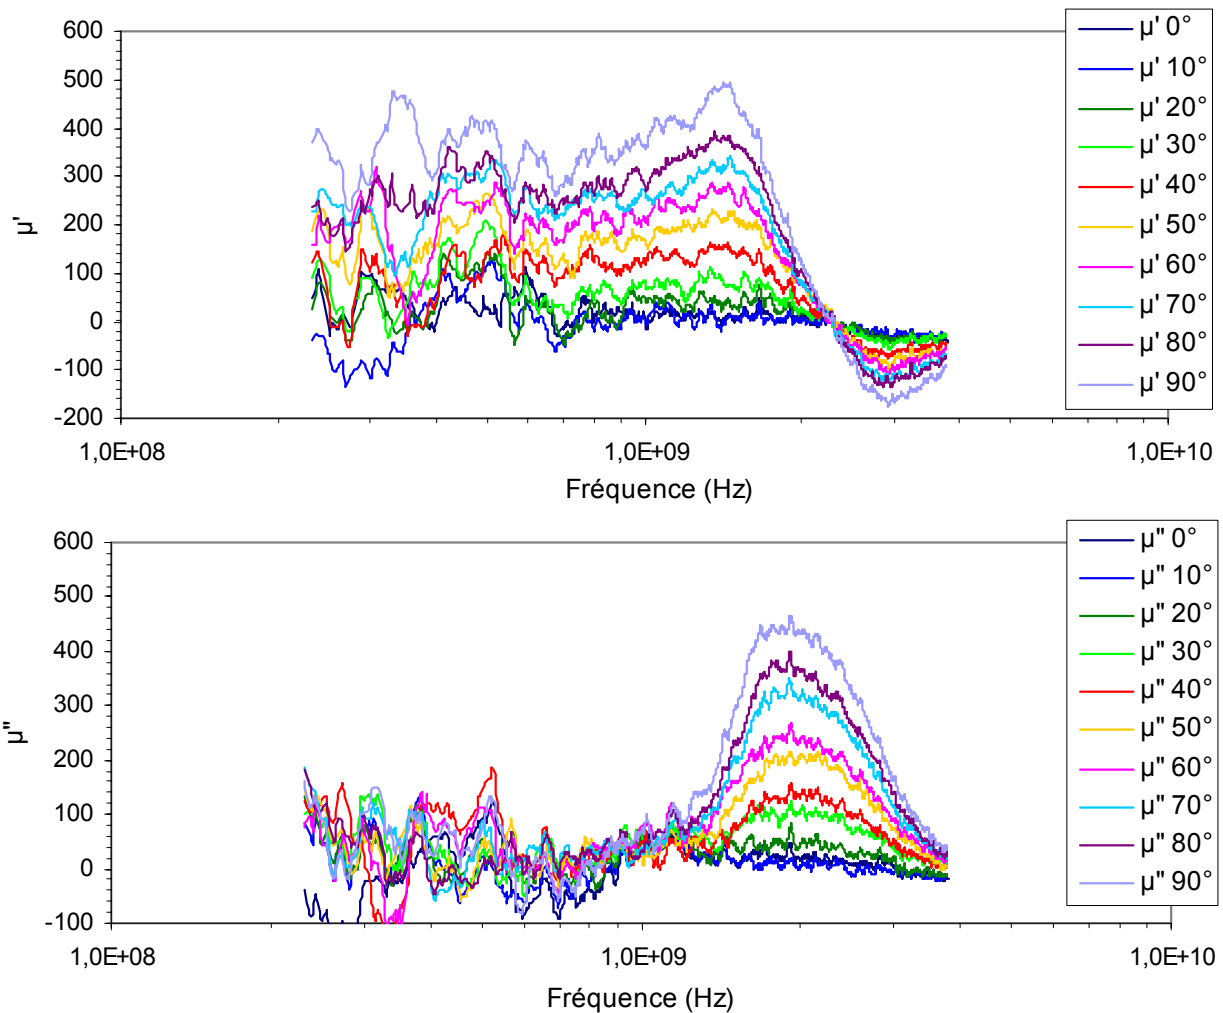 600
500
400
300
200
100
0
-100
-200
µ'
1,0E+08
1,0E+09
1,0E+10
Fréquence (Hz)
µ' 0°
µ' 10°
µ' 20°
µ' 30°
µ' 40°
µ' 50°
µ' 60°
µ' 70°
µ' 80°
µ' 90°
600
500
400
300
200
100
0
-100
µ"
1,0E+08
1,0E+09
1,0E+10
Fréquence (Hz)
µ" 0°
µ" 10°
µ" 20°
µ" 30°
µ" 40°
µ" 50°
µ" 60°
µ" 70°
µ" 80°
µ" 90°